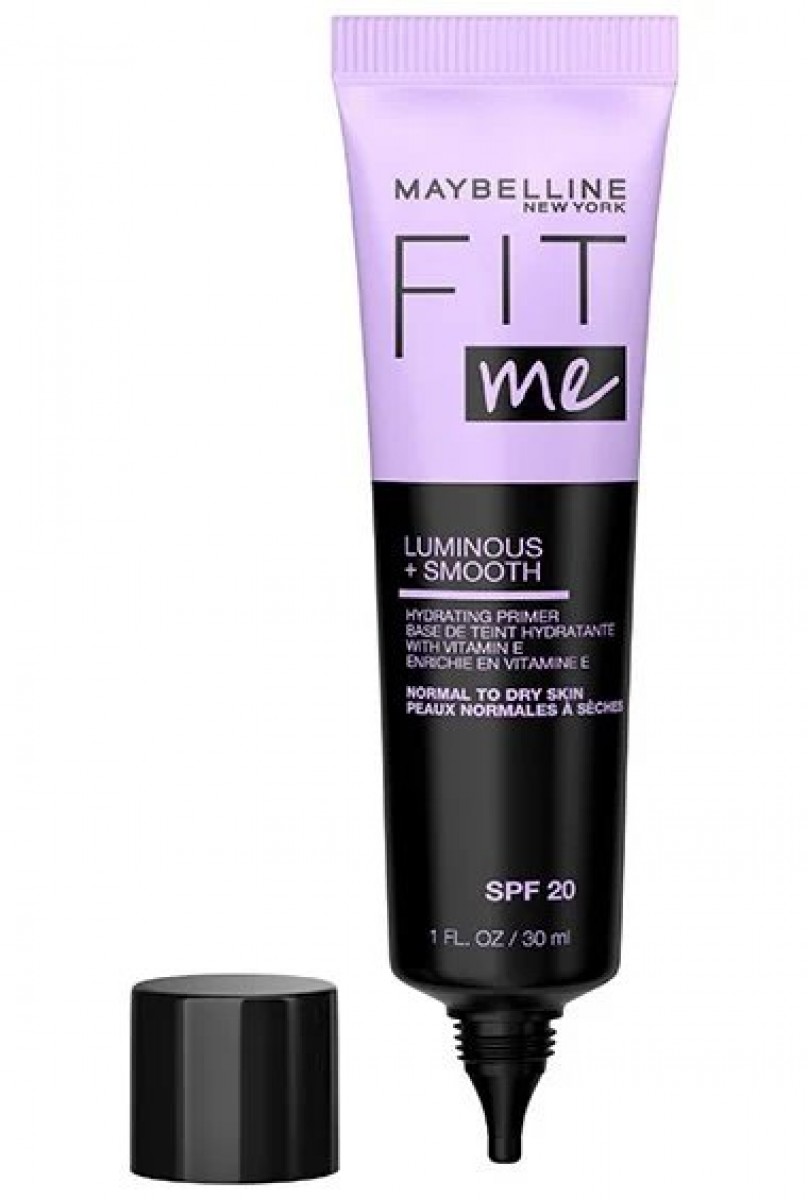 MAYBELLINE
NEW YORK
FIT
me
LUMINOUS
+ SMOOTH
HYDRATING PRIMER
BASE DE TEINT HYDRATANTE
WITH VITAMIN E
ENRICHIE EN VITAMINE E
NORMAL TO DRY SKIN
PEAUX NORMALES À SÈCHES
SPF 20
1 FL. OZ / 30 ml